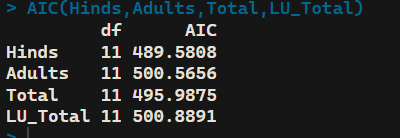 > AIC(Hinds,Adults,Total,LU_Total)
         df      AIC
Hinds    11 489.5808
Adults   11 500.5656
Total    11 495.9875
LU_Total 11 500.8891
>